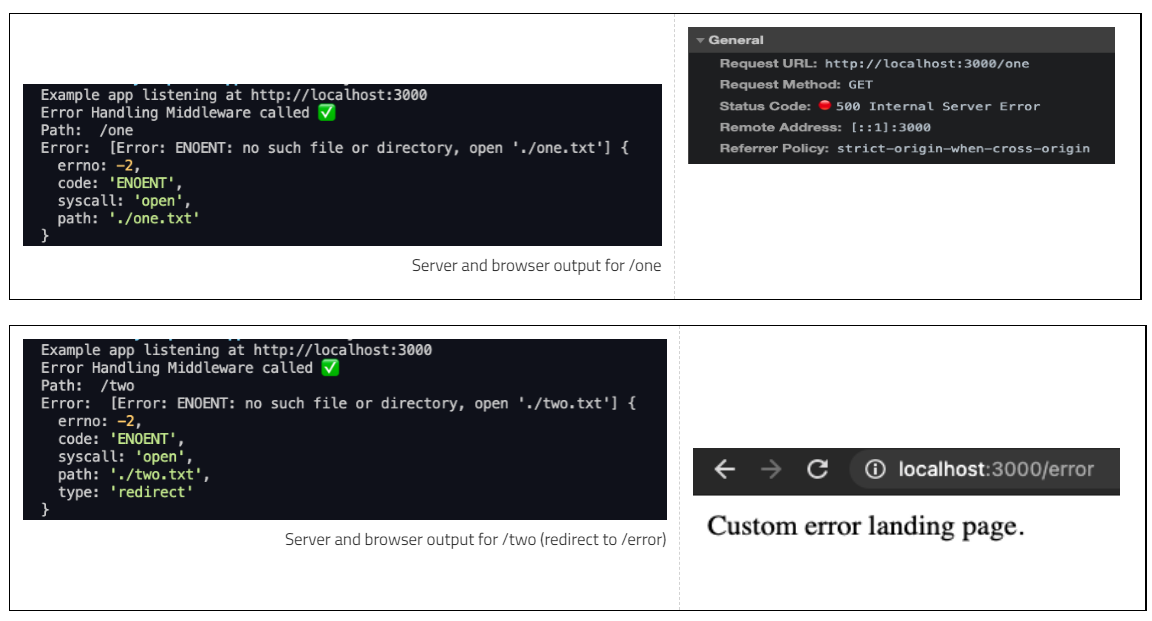 Example app listening at http://localhost:3000
Error Handling Middleware called ✅
Path:  /one
Error:  [Error: ENOENT: no such file or directory, open './one.txt'] {
  errno: -2,
  code: 'ENOENT',
  syscall: 'open',
  path: './one.txt'
}
Server and browser output for /one
General
Request URL: http://localhost:3000/one
Request Method: GET
Status Code: 500 Internal Server Error
Remote Address: [::1]:3000
Referrer Policy: strict-origin-when-cross-origin
Example app listening at http://localhost:3000
Error Handling Middleware called ✅
Path:  /two
Error:  [Error: ENOENT: no such file or directory, open './two.txt'] {
  errno: -2,
  code: 'ENOENT',
  syscall: 'open',
  path: './two.txt',
  type: 'redirect'
}
Server and browser output for /two (redirect to /error)
localhost:3000/error
Custom error landing page.